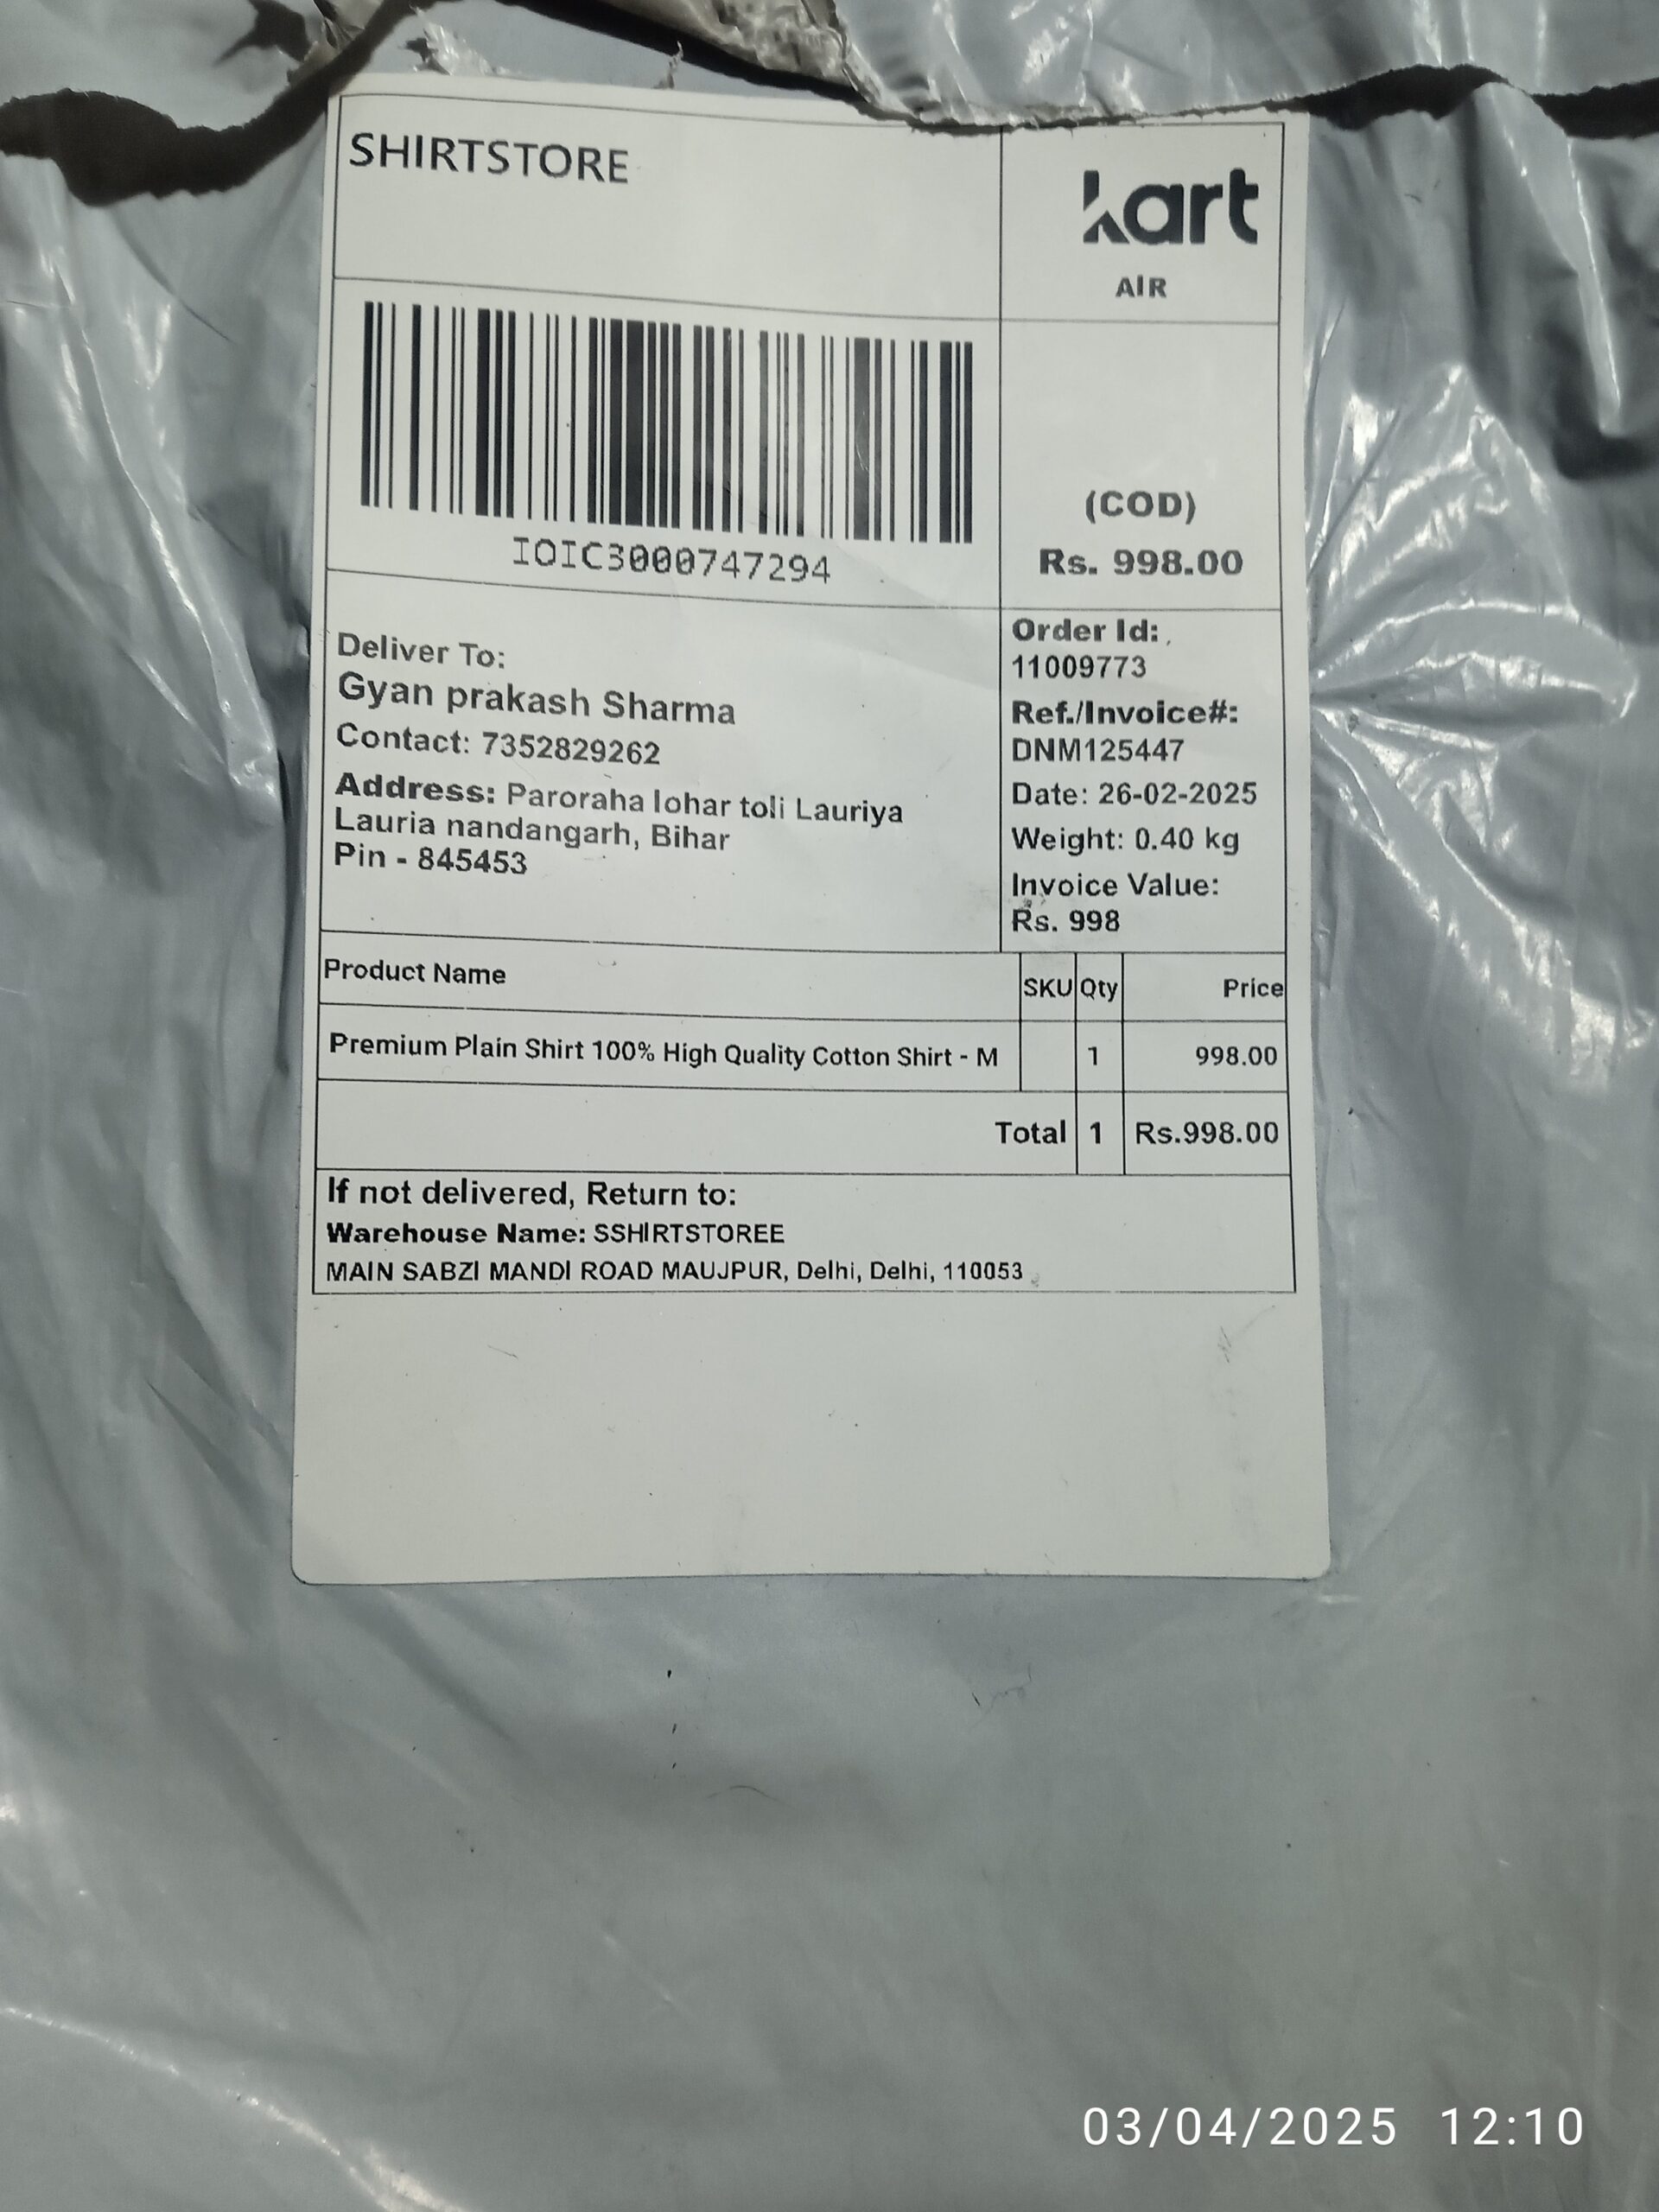 SHIRTSTORE
kart
AIR
IOIC3000747294
(COD)
Rs. 998.00
Deliver To:
Gyan prakash Sharma
Contact: 7352829262
Address: Paroraha lohar toli Lauriya
Lauria nandangarh, Bihar
Pin - 845453
Order Id:
11009773
Ref./Invoice#:
DNM125447
Date: 26-02-2025
Weight: 0.40 kg
Invoice Value:
Rs. 998
Product Name SKU Qty Price
Premium Plain Shirt 100% High Quality Cotton Shirt - M 1 998.00
Total 1 Rs.998.00
If not delivered, Return to:
Warehouse Name: SSHIRTSTOREE
MAIN SABZI MANDI ROAD MAUJPUR, Delhi, Delhi, 110053
03/04/2025 12:10